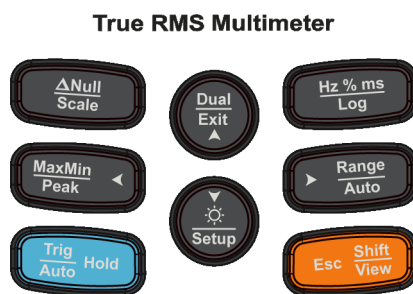 True RMS Multimeter
ΔNull
Scale
Dual
Exit
Hz % ms
Log
MaxMin
Peak
Range
Auto
Setup
Trig
Auto Hold
Esc Shift
View